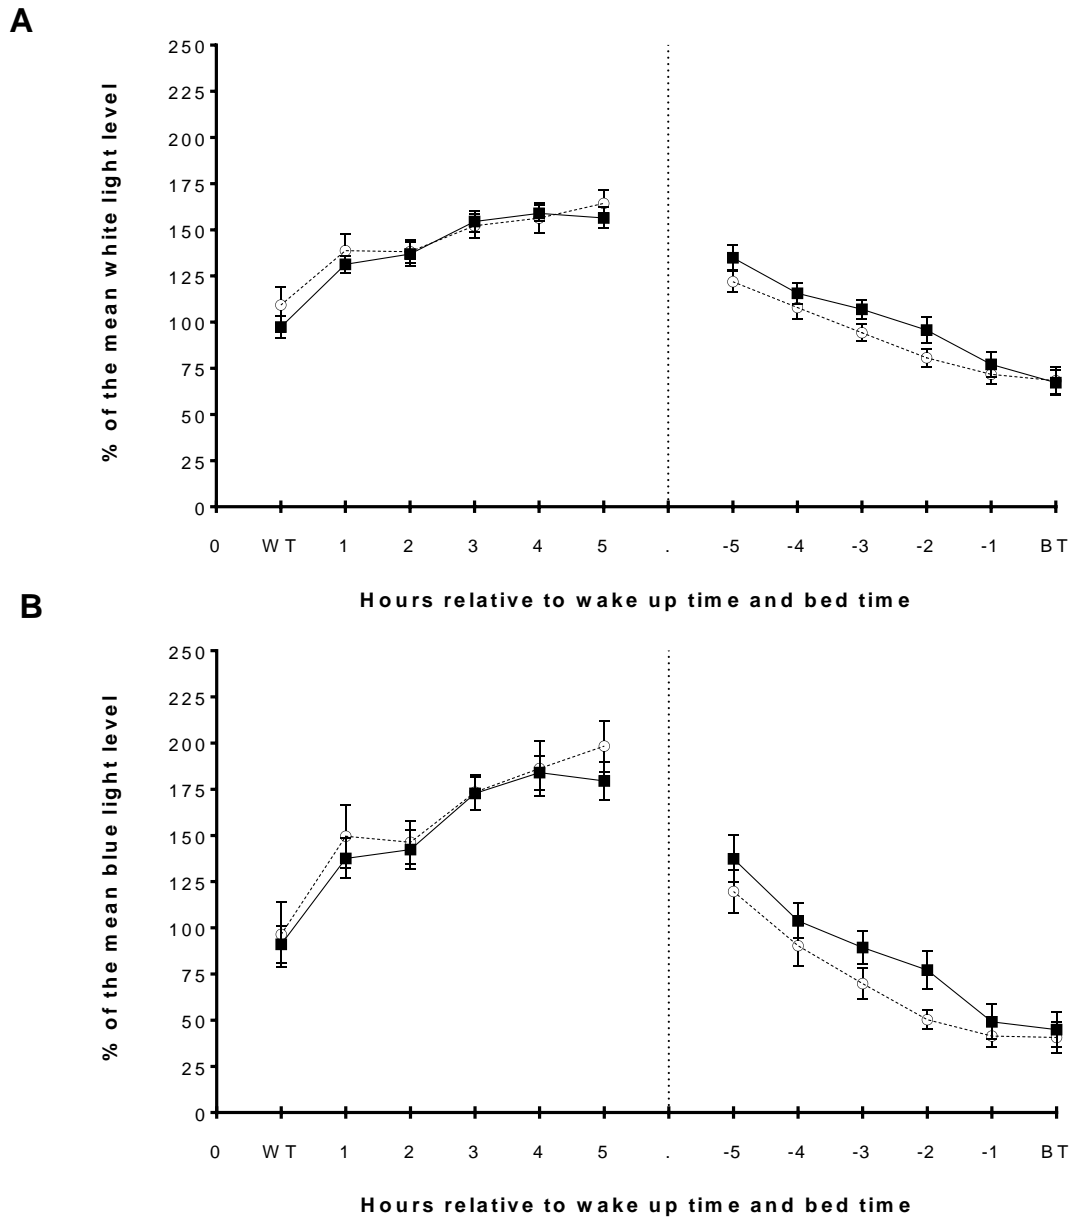 A
250
225
200
175
150
125
100
75
50
25
0
% of the mean white light level
0 WT 1 2 3 4 5 . -5 -4 -3 -2 -1 BT
Hours relative to wake up time and bed time
B
250
225
200
175
150
125
100
75
50
25
0
% of the mean blue light level
0 WT 1 2 3 4 5 . -5 -4 -3 -2 -1 BT
Hours relative to wake up time and bed time